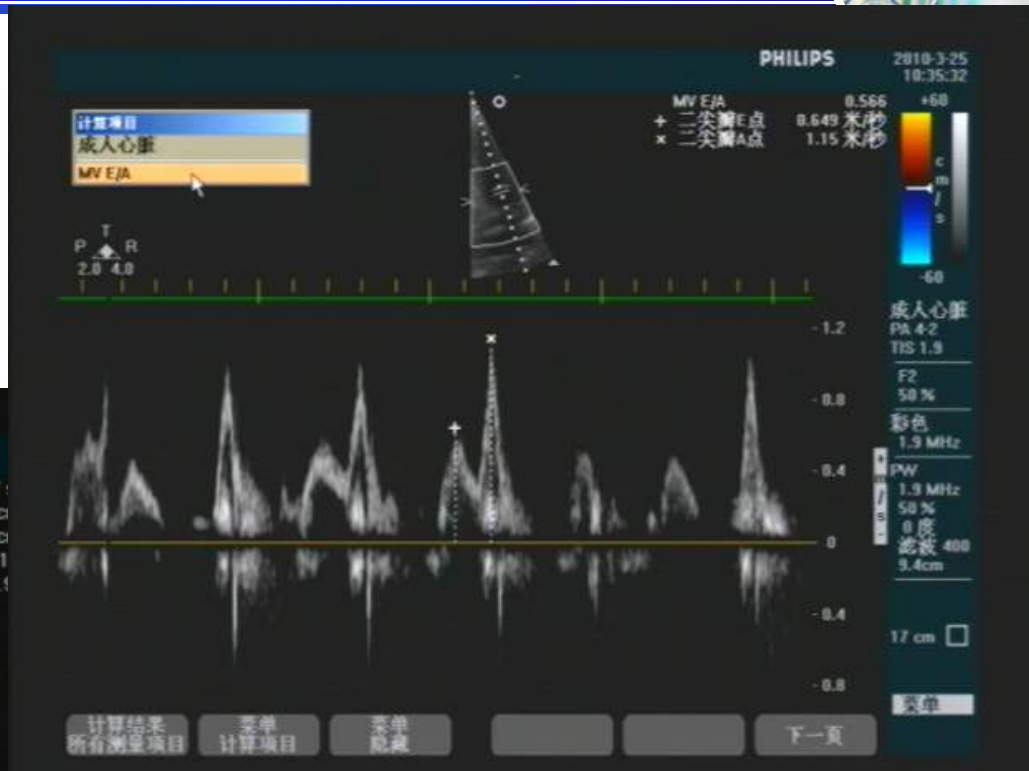 PHILIPS
2010-3-25
10:35:32
计算项目
成人心脏
MV E/A
MV E/A 0.566
+ 二尖瓣E点 0.649 米/秒
× 二尖瓣A点 1.15 米/秒
+60
cm/s
-60
T
P R
2.0 4.0
成人心脏
PA 4-2
TIS 1.9
F2
50 %
彩色
1.9 MHz
PW
1.9 MHz
50 %
0 度
滤波 400
9.4cm
17 cm
菜单
- 1.2
- 0.8
- 0.4
- 0
- 0.4
- 0.8
+ /s -
计算结果
所有测量项目
菜单
计算项目
菜单
隐藏
下一页